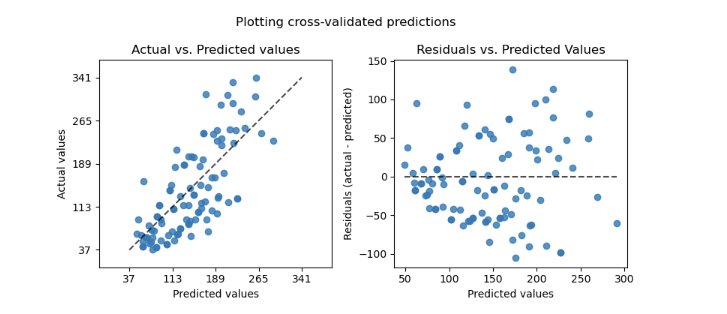 Plotting cross-validated predictions
Actual vs. Predicted values
Actual values
341
265
189
113
37
37 113 189 265 341
Predicted values
Residuals vs. Predicted Values
Residuals (actual - predicted)
150
100
50
0
−50
−100
50 100 150 200 250 300
Predicted values